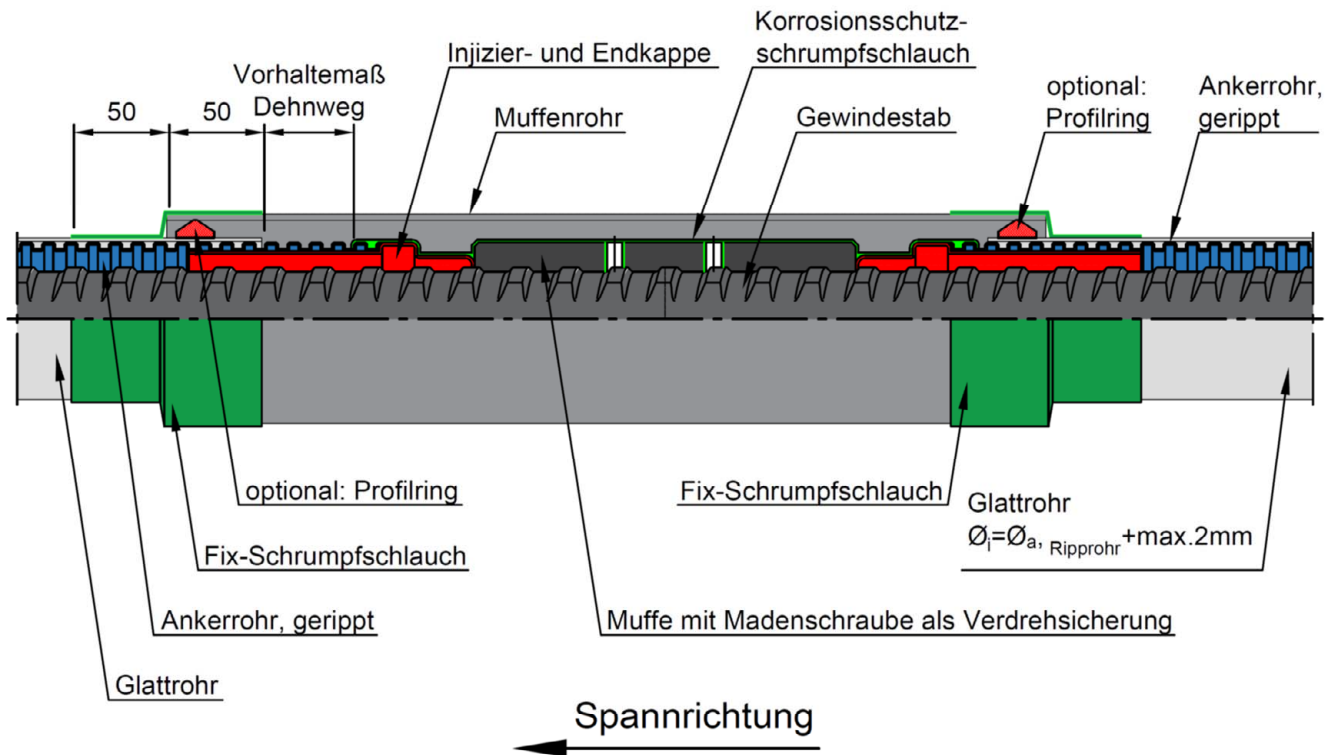 Korrosionsschutz-
schrumpfschlauch
Injizier- und Endkappe
Vorhaltemaß
Dehnweg
50
50
Muffenrohr
Gewindestab
optional:
Profilring
Ankerrohr,
gerippt
optional: Profilring
Fix-Schrumpfschlauch
Fix-Schrumpfschlauch
Glattrohr
Øi=Øa, Ripprohr+max.2mm
Ankerrohr, gerippt
Muffe mit Madenschraube als Verdrehsicherung
Glattrohr
Spannrichtung